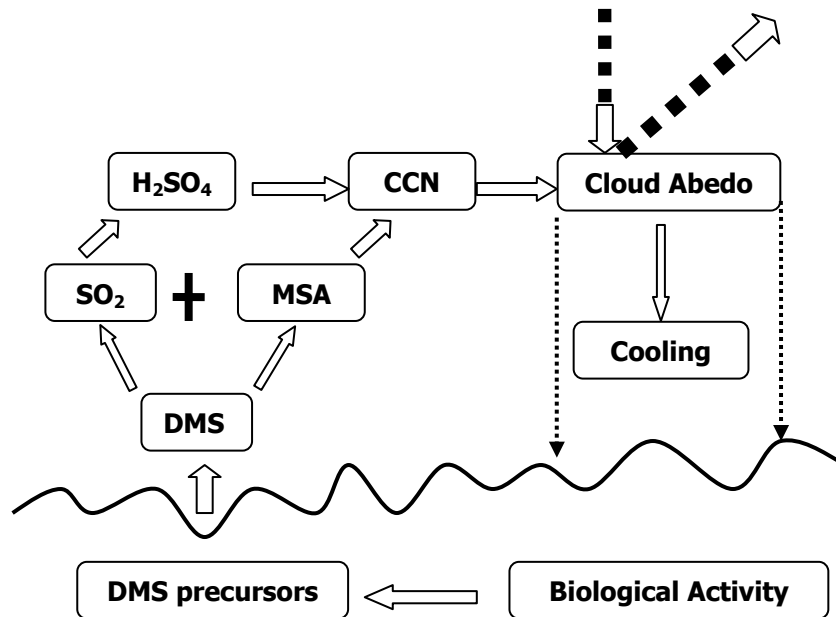 H₂SO₄
CCN
Cloud Abedo
SO₂
+
MSA
Cooling
DMS
DMS precursors
Biological Activity